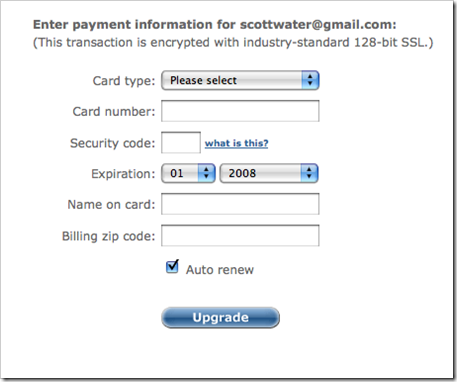 Enter payment information for scottwater@gmail.com:
(This transaction is encrypted with industry-standard 128-bit SSL.)
Card type: Please select
Card number:
Security code: what is this?
Expiration: 01 2008
Name on card:
Billing zip code:
Auto renew
Upgrade